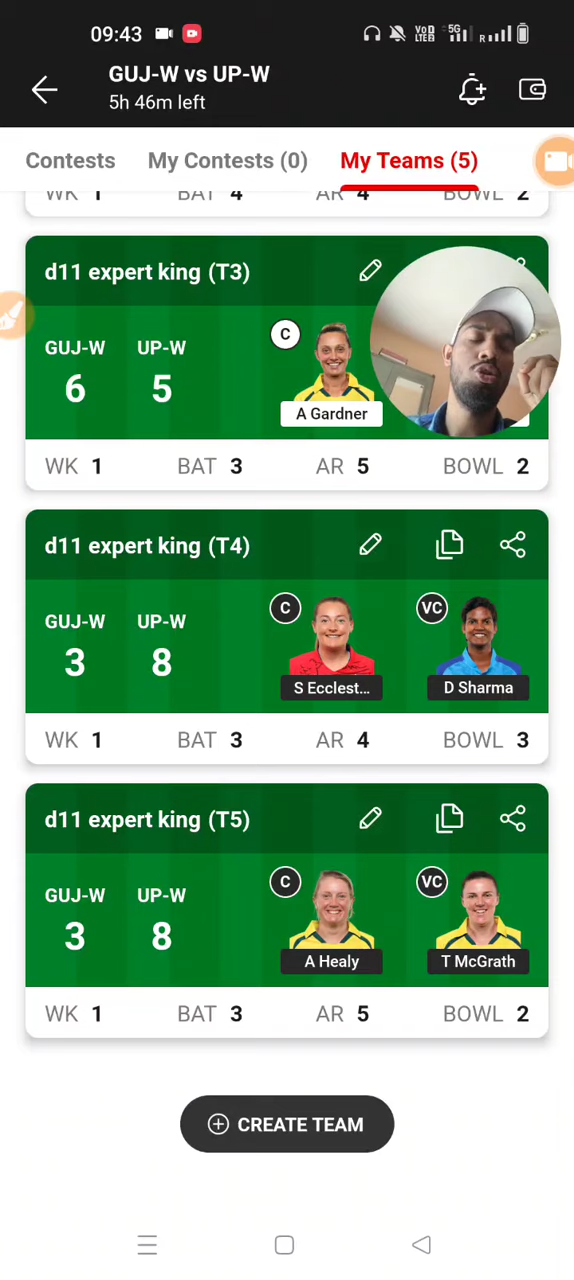 09:43
VoD
LTE2
5G
R
GUJ-W vs UP-W
5h 46m left
Contests
My Contests (0)
My Teams (5)
WK 1
BAT 4
AR 4
BOWL 2
d11 expert king (T3)
GUJ-W
UP-W
6
5
C
A Gardner
WK 1
BAT 3
AR 5
BOWL 2
d11 expert king (T4)
GUJ-W
UP-W
3
8
C
VC
S Ecclest...
D Sharma
WK 1
BAT 3
AR 4
BOWL 3
d11 expert king (T5)
GUJ-W
UP-W
3
8
C
VC
A Healy
T McGrath
WK 1
BAT 3
AR 5
BOWL 2
CREATE TEAM